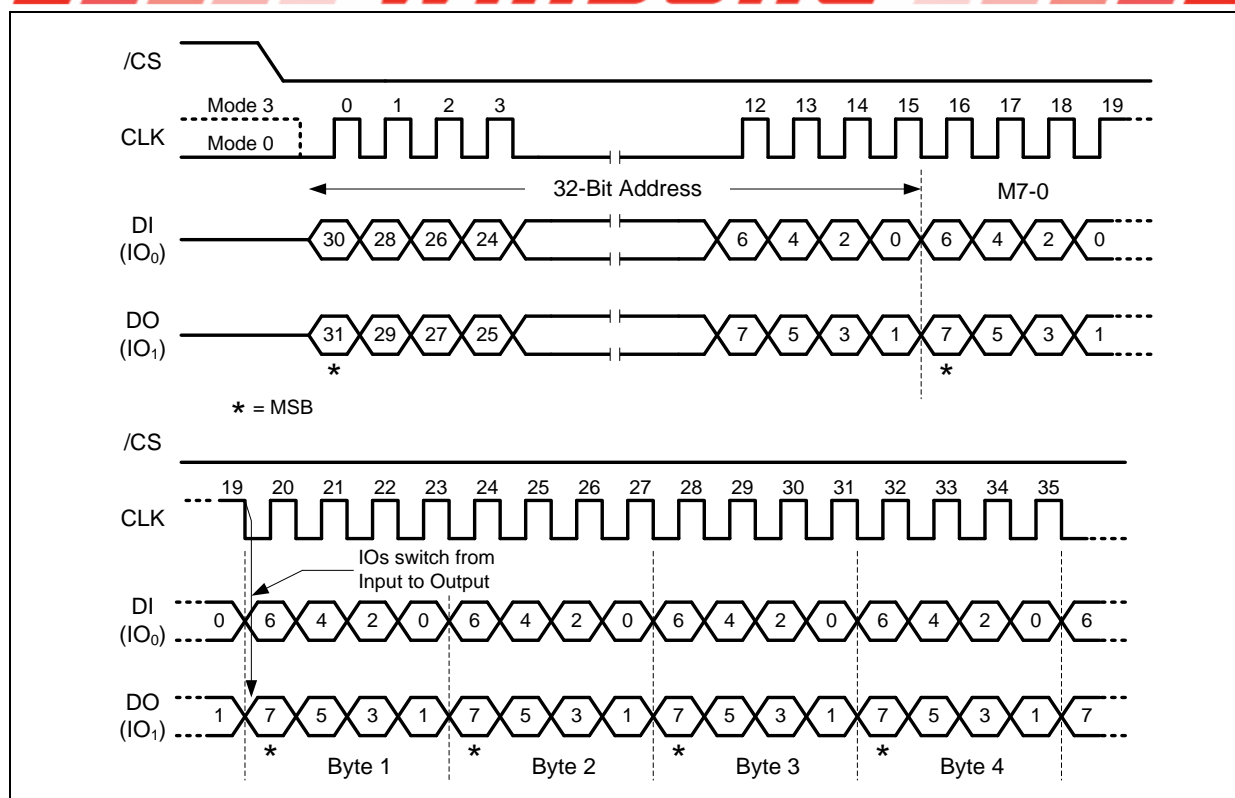 /CS
Mode 3 0 1 2 3 12 13 14 15 16 17 18 19
CLK
Mode 0
32-Bit Address M7-0
DI
(IO0)
30 28 26 24 6 4 2 0 6 4 2 0
DO
(IO1)
31 29 27 25 7 5 3 1 7 5 3 1
* *
* = MSB
/CS
19 20 21 22 23 24 25 26 27 28 29 30 31 32 33 34 35
CLK
IOs switch from
Input to Output
DI
(IO0)
0 6 4 2 0 6 4 2 0 6 4 2 0 6 4 2 0 6
DO
(IO1)
1 7 5 3 1 7 5 3 1 7 5 3 1 7 5 3 1 7
* * * *
Byte 1 Byte 2 Byte 3 Byte 4